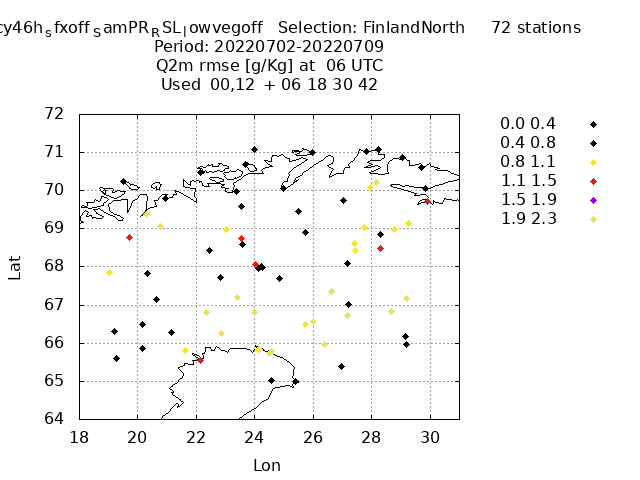 cy46h_sfxoff_SamPR_RSL_lowvegoff Selection: FinlandNorth 72 stations
Period: 20220702-20220709
Q2m rmse [g/Kg] at 06 UTC
Used 00,12 + 06 18 30 42
0.0 0.4
0.4 0.8
0.8 1.1
1.1 1.5
1.5 1.9
1.9 2.3
72
71
70
69
68
67
66
65
64
Lat
18 20 22 24 26 28 30
Lon